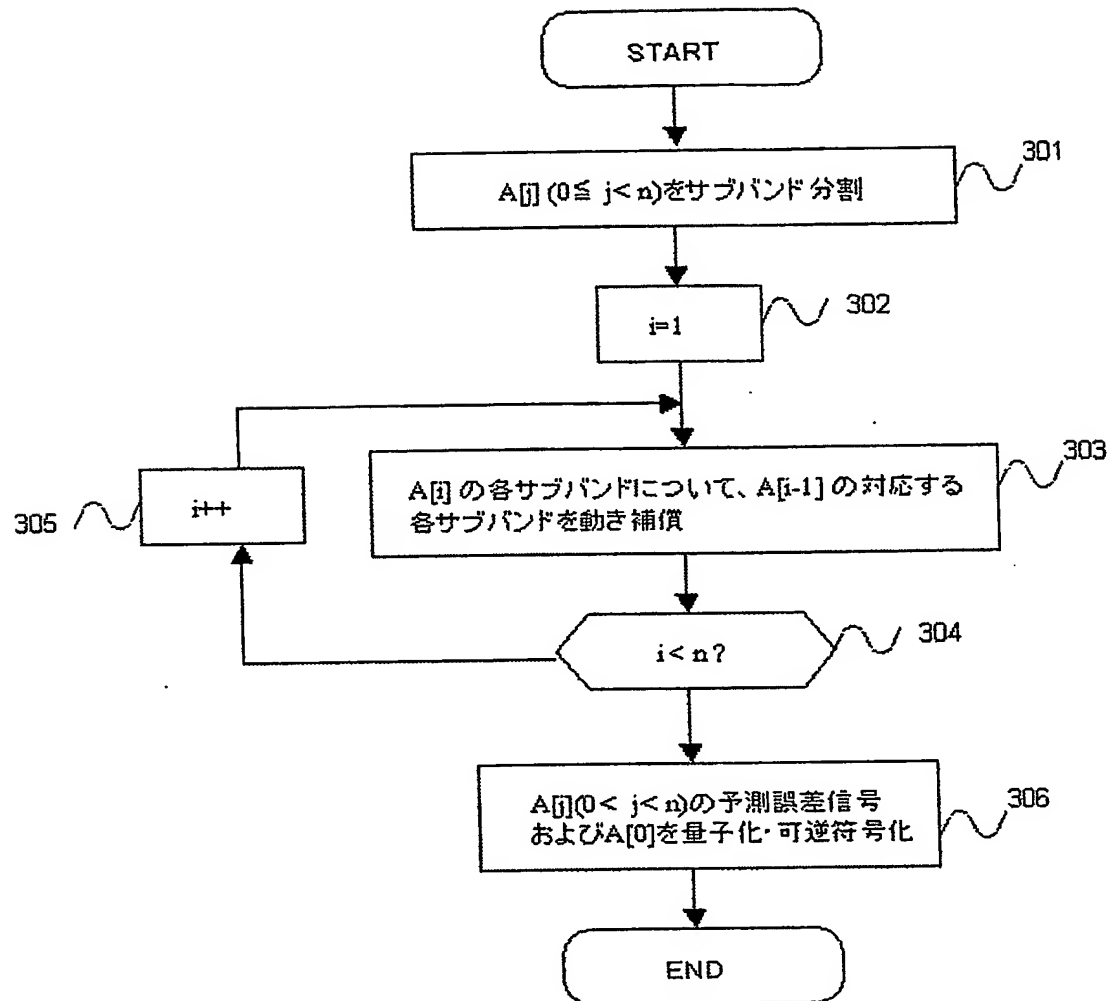 START
A[j] (0≦ j< n)をサブバンド分割
301
i=1
302
A[i] の各サブバンドについて、A[i-1] の対応する
各サブバンドを動き補償
303
i++
305
i< n?
304
A[j](0< j< n)の予測誤差信号
およびA[0]を量子化・可逆符号化
306
END